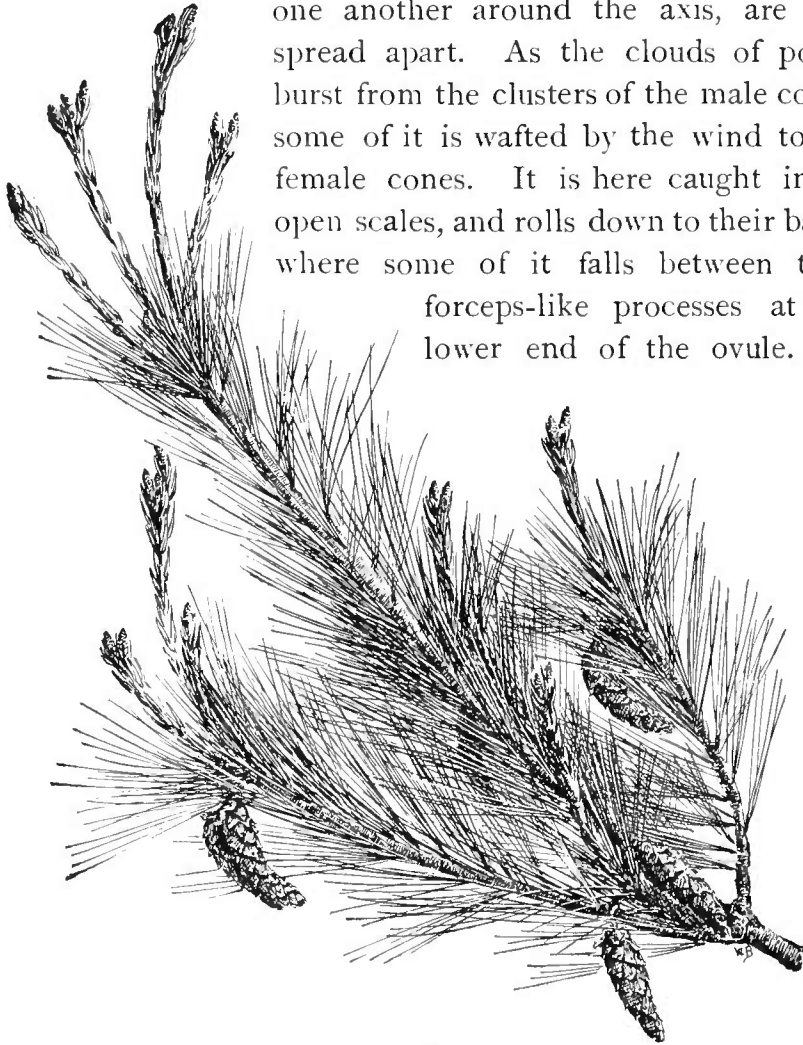 one another around the axis, are
spread apart. As the clouds of po
burst from the clusters of the male co
some of it is wafted by the wind to
female cones. It is here caught in
open scales, and rolls down to their ba
where some of it falls between t
forceps-like processes at
lower end of the ovule.